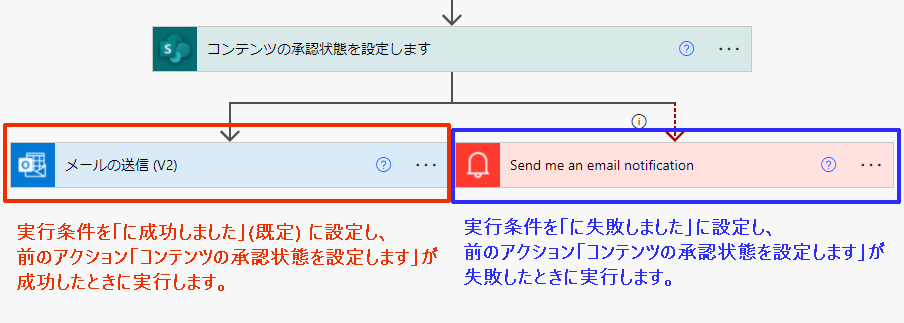 コンテンツの承認状態を設定します
メールの送信 (V2)
Send me an email notification
実行条件を｢に成功しました｣(既定) に設定し、
前のアクション｢コンテンツの承認状態を設定します｣が
成功したときに実行します。
実行条件を｢に失敗しました｣に設定し、
前のアクション｢コンテンツの承認状態を設定します｣が
失敗したときに実行します。